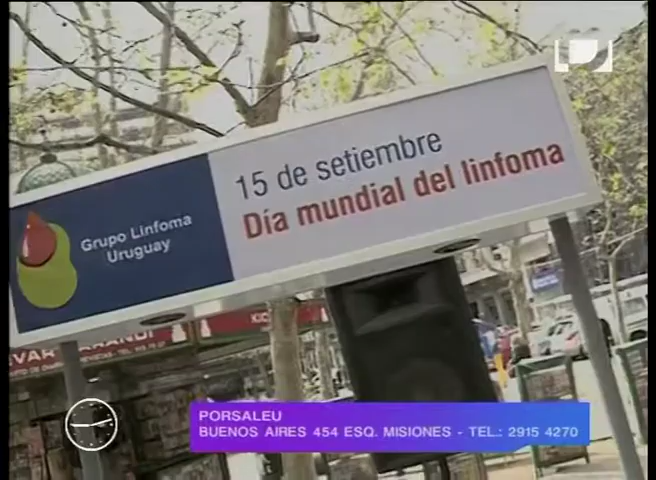 15 de setiembre
Día mundial del linfoma
Grupo Linfoma
Uruguay
KI
PORSALEU
BUENOS AIRES 454 ESQ. MISIONES - TEL.: 2915 4270